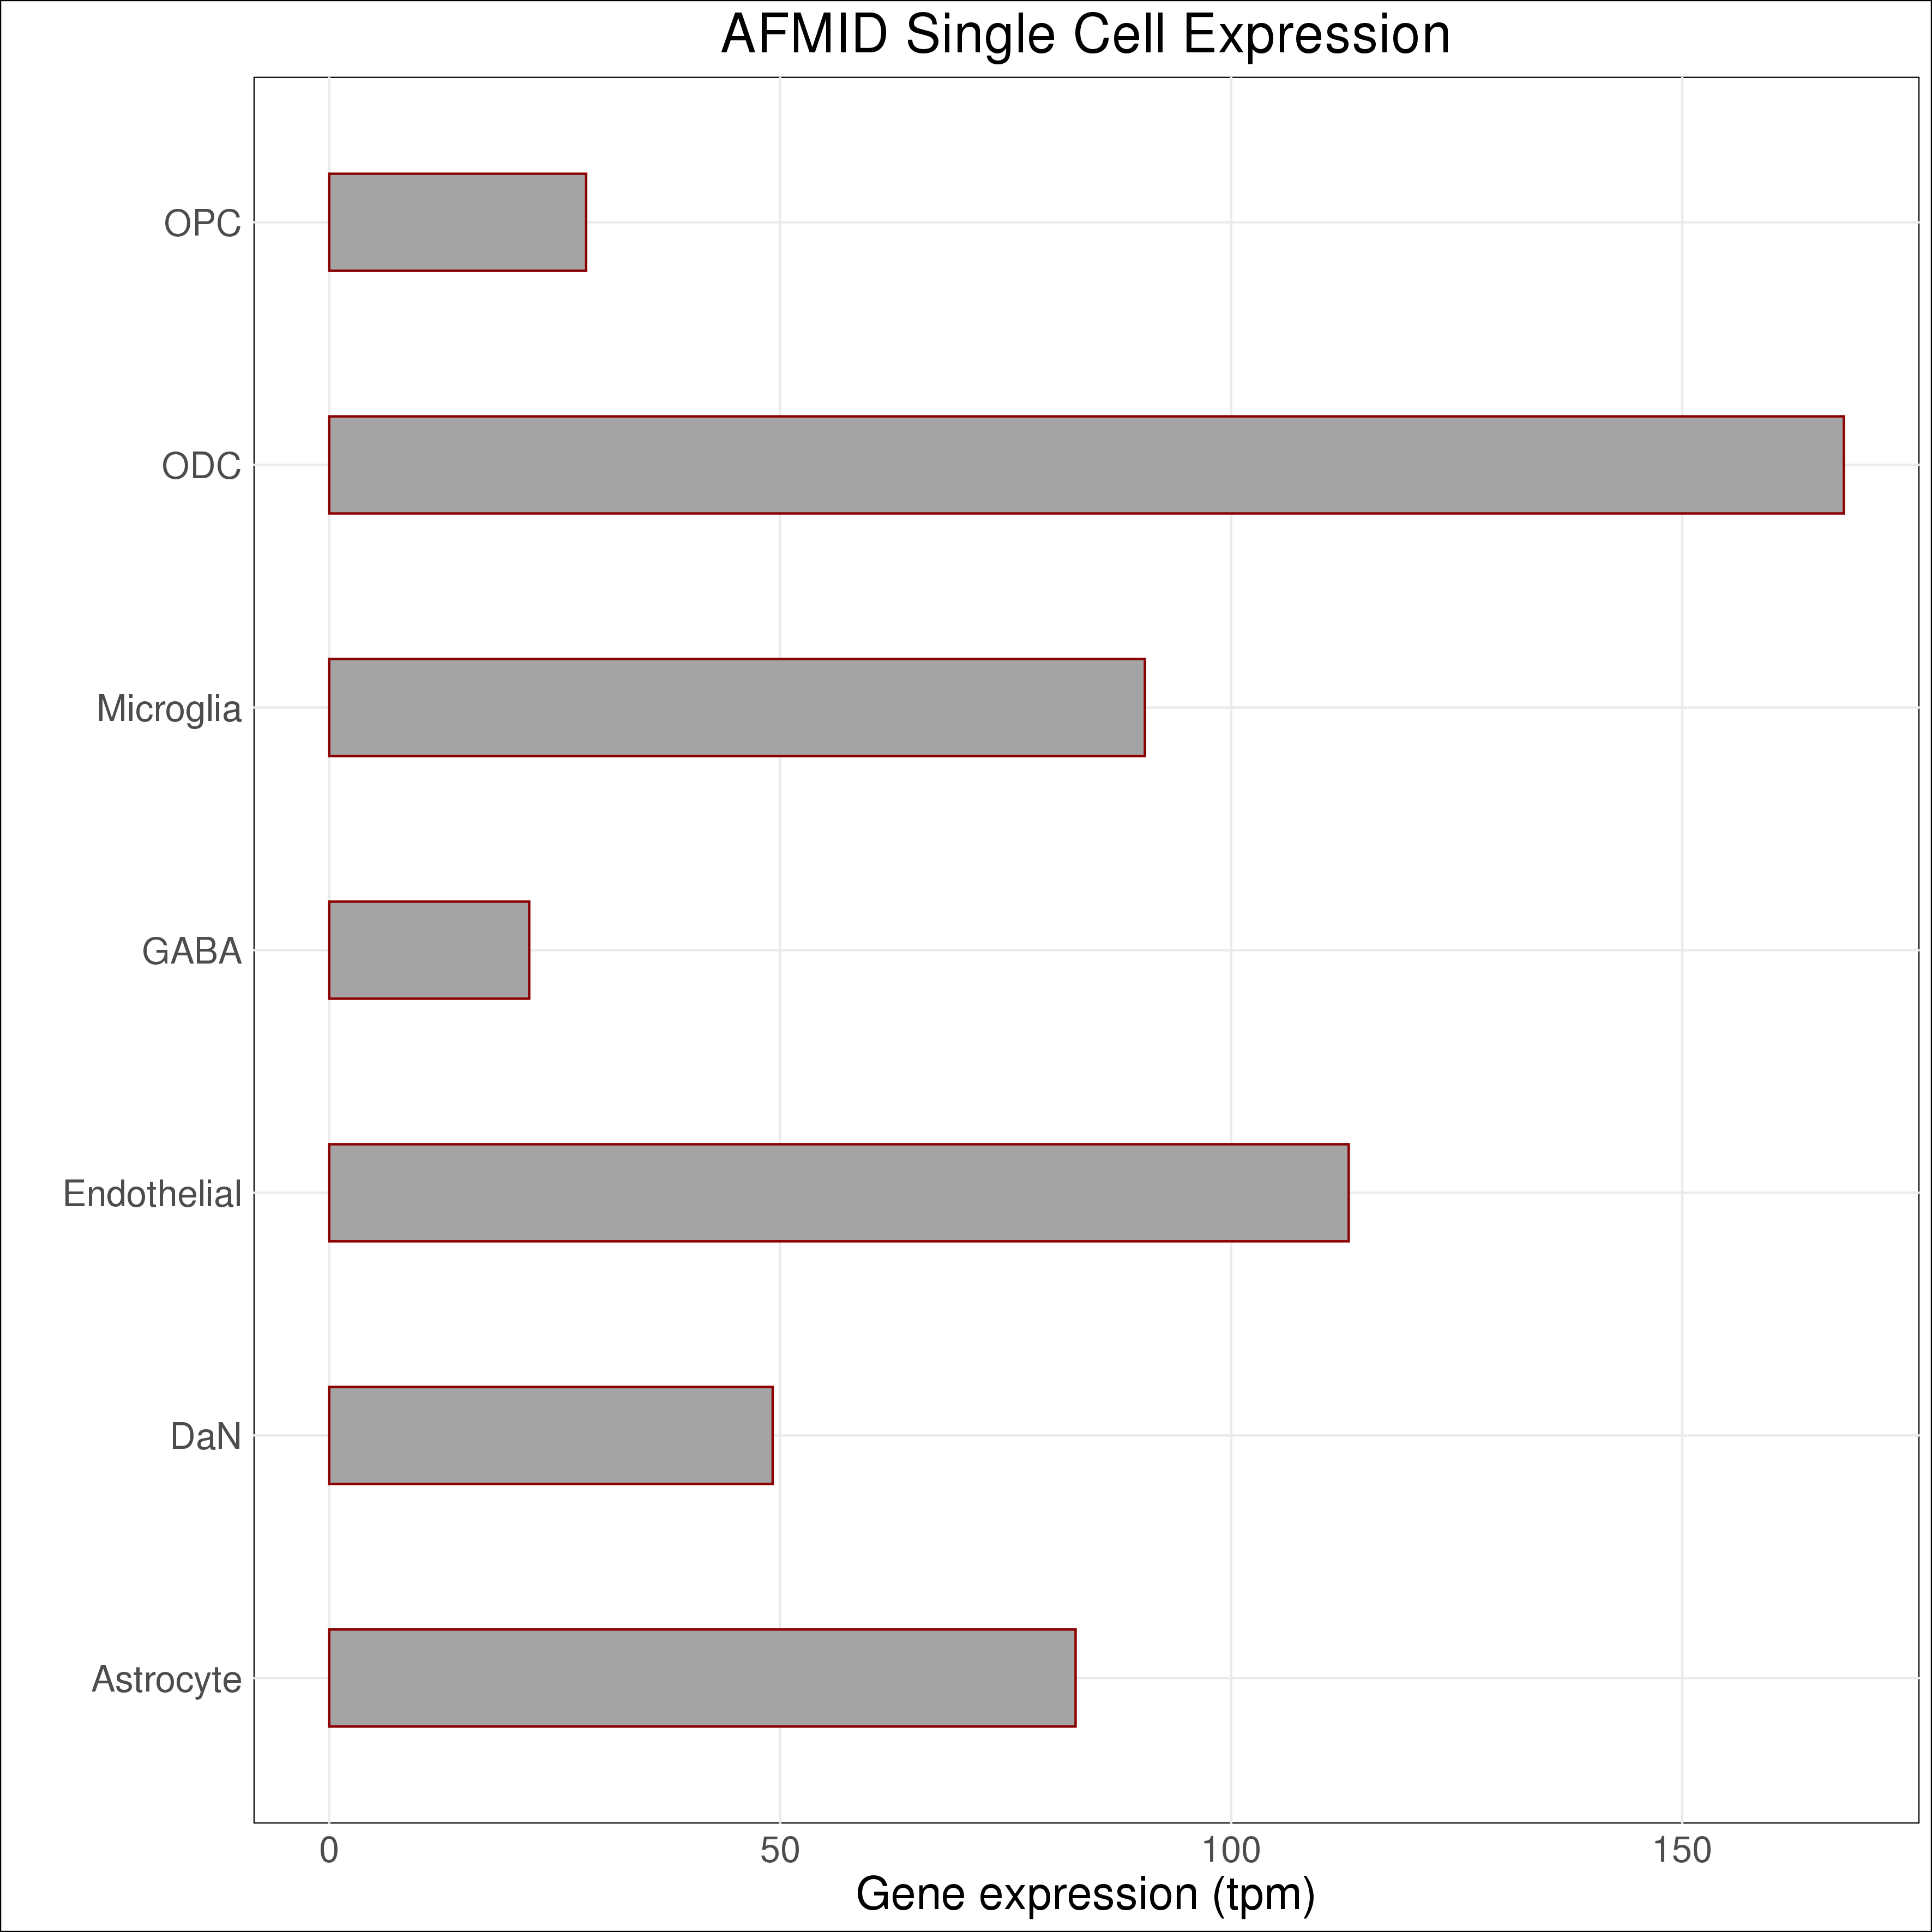 AFMID Single Cell Expression
OPC
ODC
Microglia
GABA
Endothelial
DaN
Astrocyte
0 50 100 150
Gene expression (tpm)